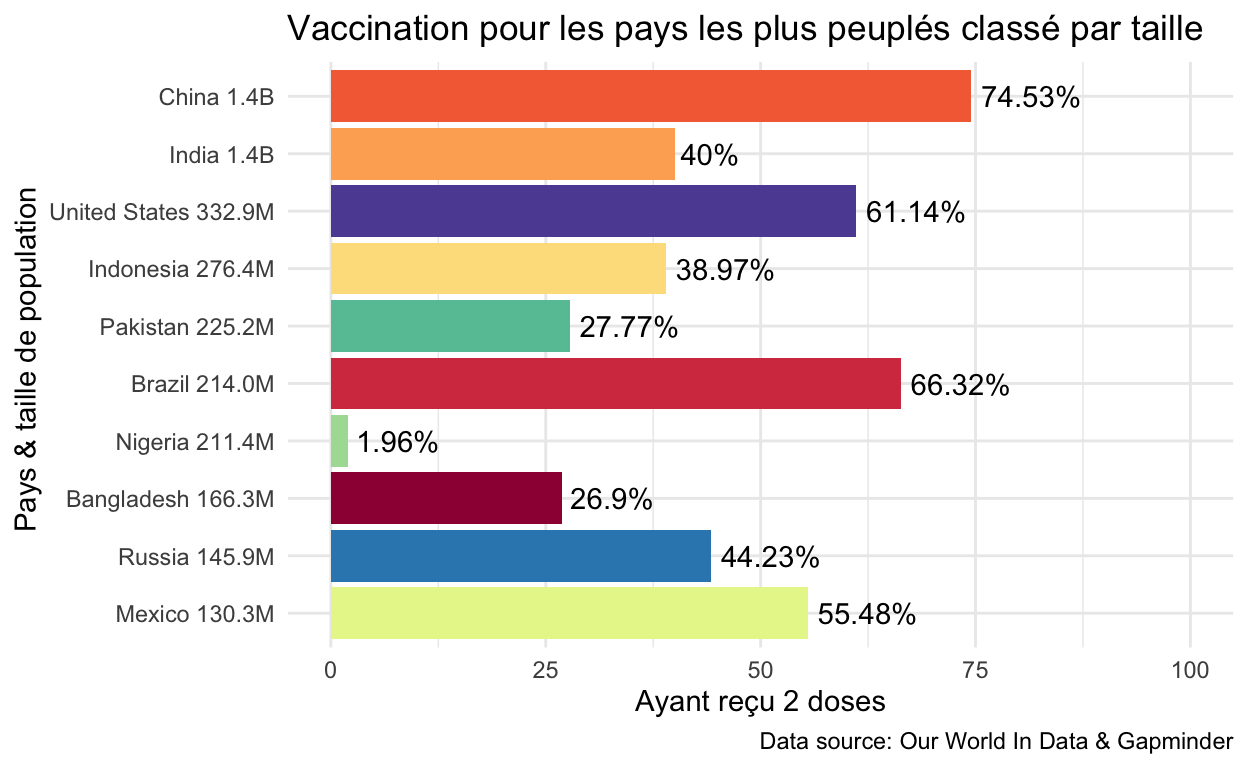 Vaccination pour les pays les plus peuplés classé par taille
Pays & taille de population
China 1.4B
74.53%
India 1.4B
40%
United States 332.9M
61.14%
Indonesia 276.4M
38.97%
Pakistan 225.2M
27.77%
Brazil 214.0M
66.32%
Nigeria 211.4M
1.96%
Bangladesh 166.3M
26.9%
Russia 145.9M
44.23%
Mexico 130.3M
55.48%
0 25 50 75 100
Ayant reçu 2 doses
Data source: Our World In Data & Gapminder